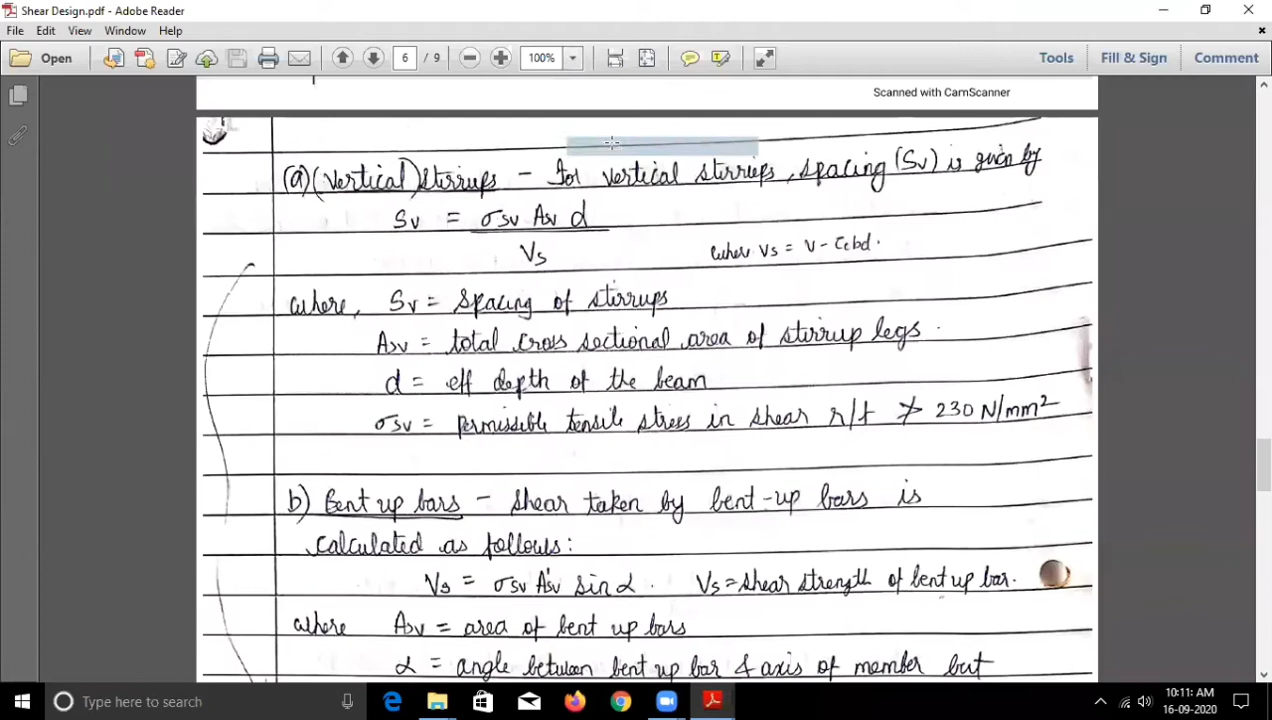 Shear Design.pdf - Adobe Reader
File Edit View Window Help
Open 6 / 9 100% Tools Fill & Sign Comment
Scanned with CamScanner
(a) (Vertical) Stirrups - For vertical stirrups, spacing (Sv) is given by
Sv = σsv Asv d
Vs where Vs = V - τcbd.
where, Sv = Spacing of stirrups
Asv = total cross sectional area of stirrup legs.
d = eff depth of the beam
σsv = permissible tensile stress in shear r/f ≯ 230 N/mm²
b) Bent up bars - Shear taken by bent-up bars is
calculated as follows:
Vs = σsv A'sv sin α. Vs = shear strength of bent up bar.
where Asv = area of bent up bars
α = angle between bent up bar & axis of member but
Type here to search
10:11: AM
16-09-2020